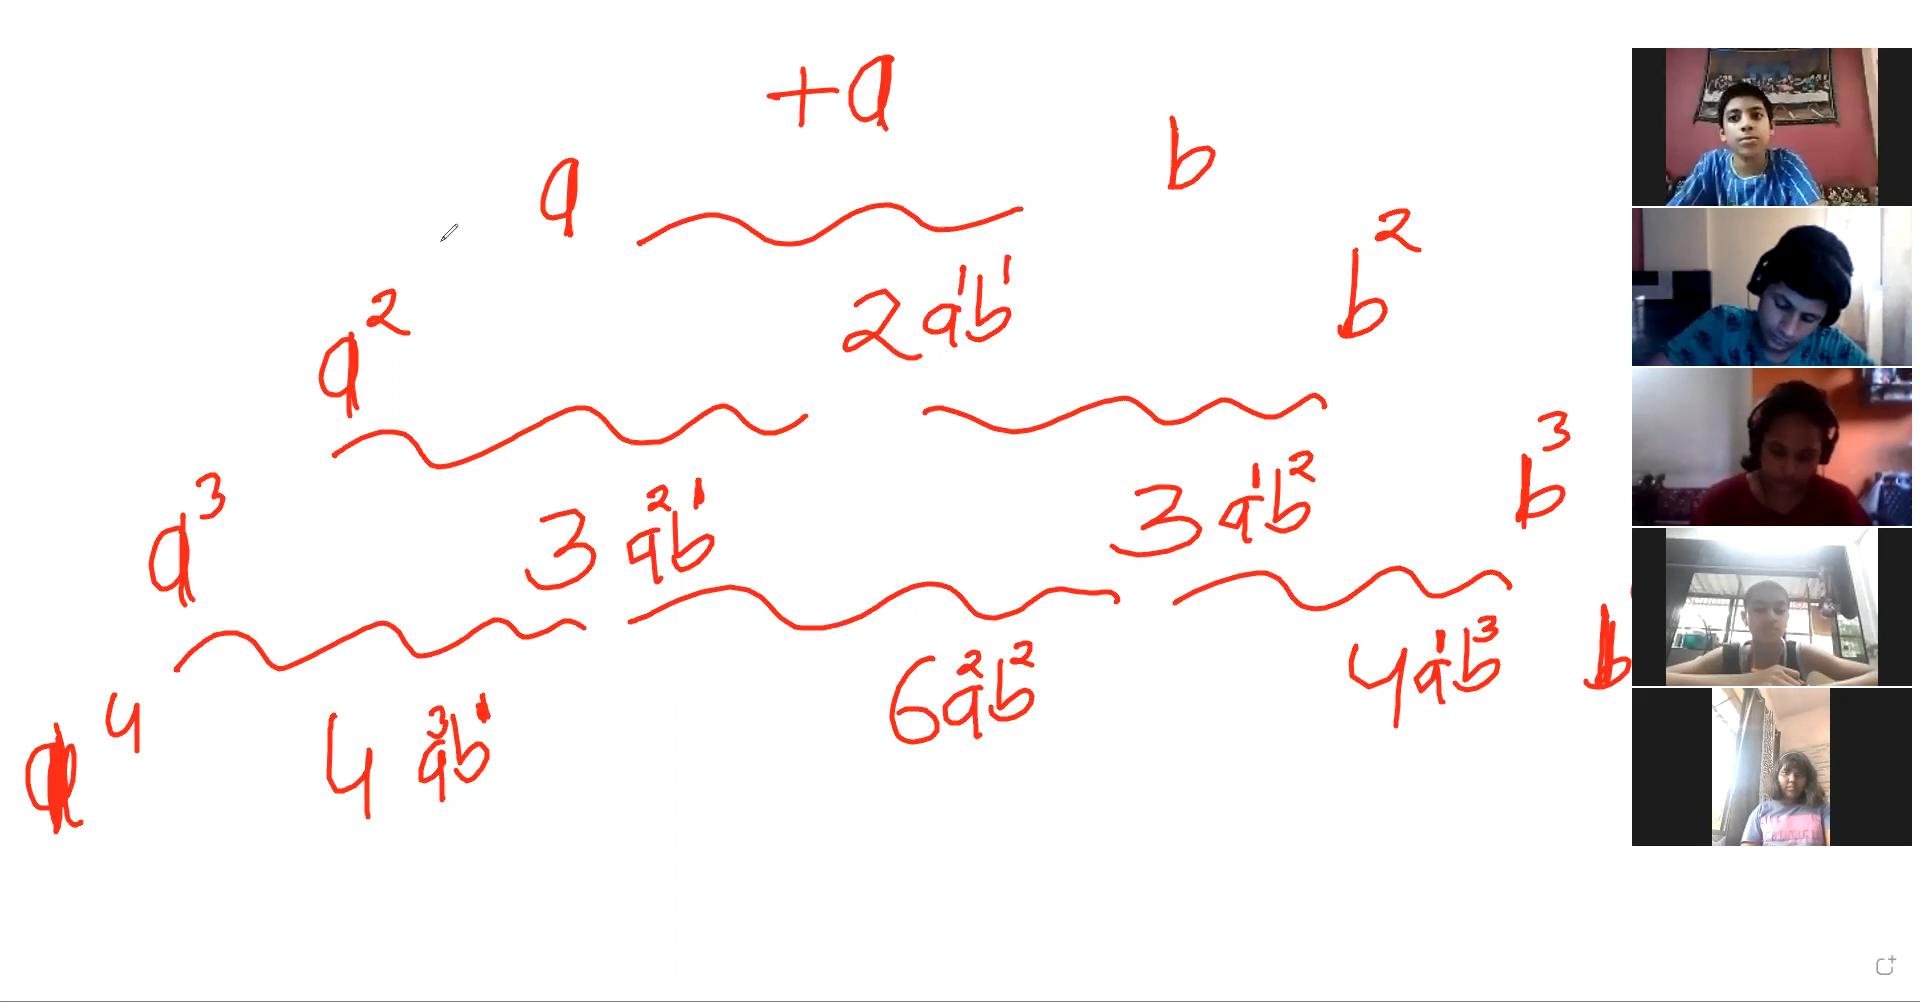 +a
a b
a² 2a¹b¹ b²
a³ 3a²b¹ 3a¹b² b³
a⁴ 4a³b¹ 6a²b² 4a¹b³ b